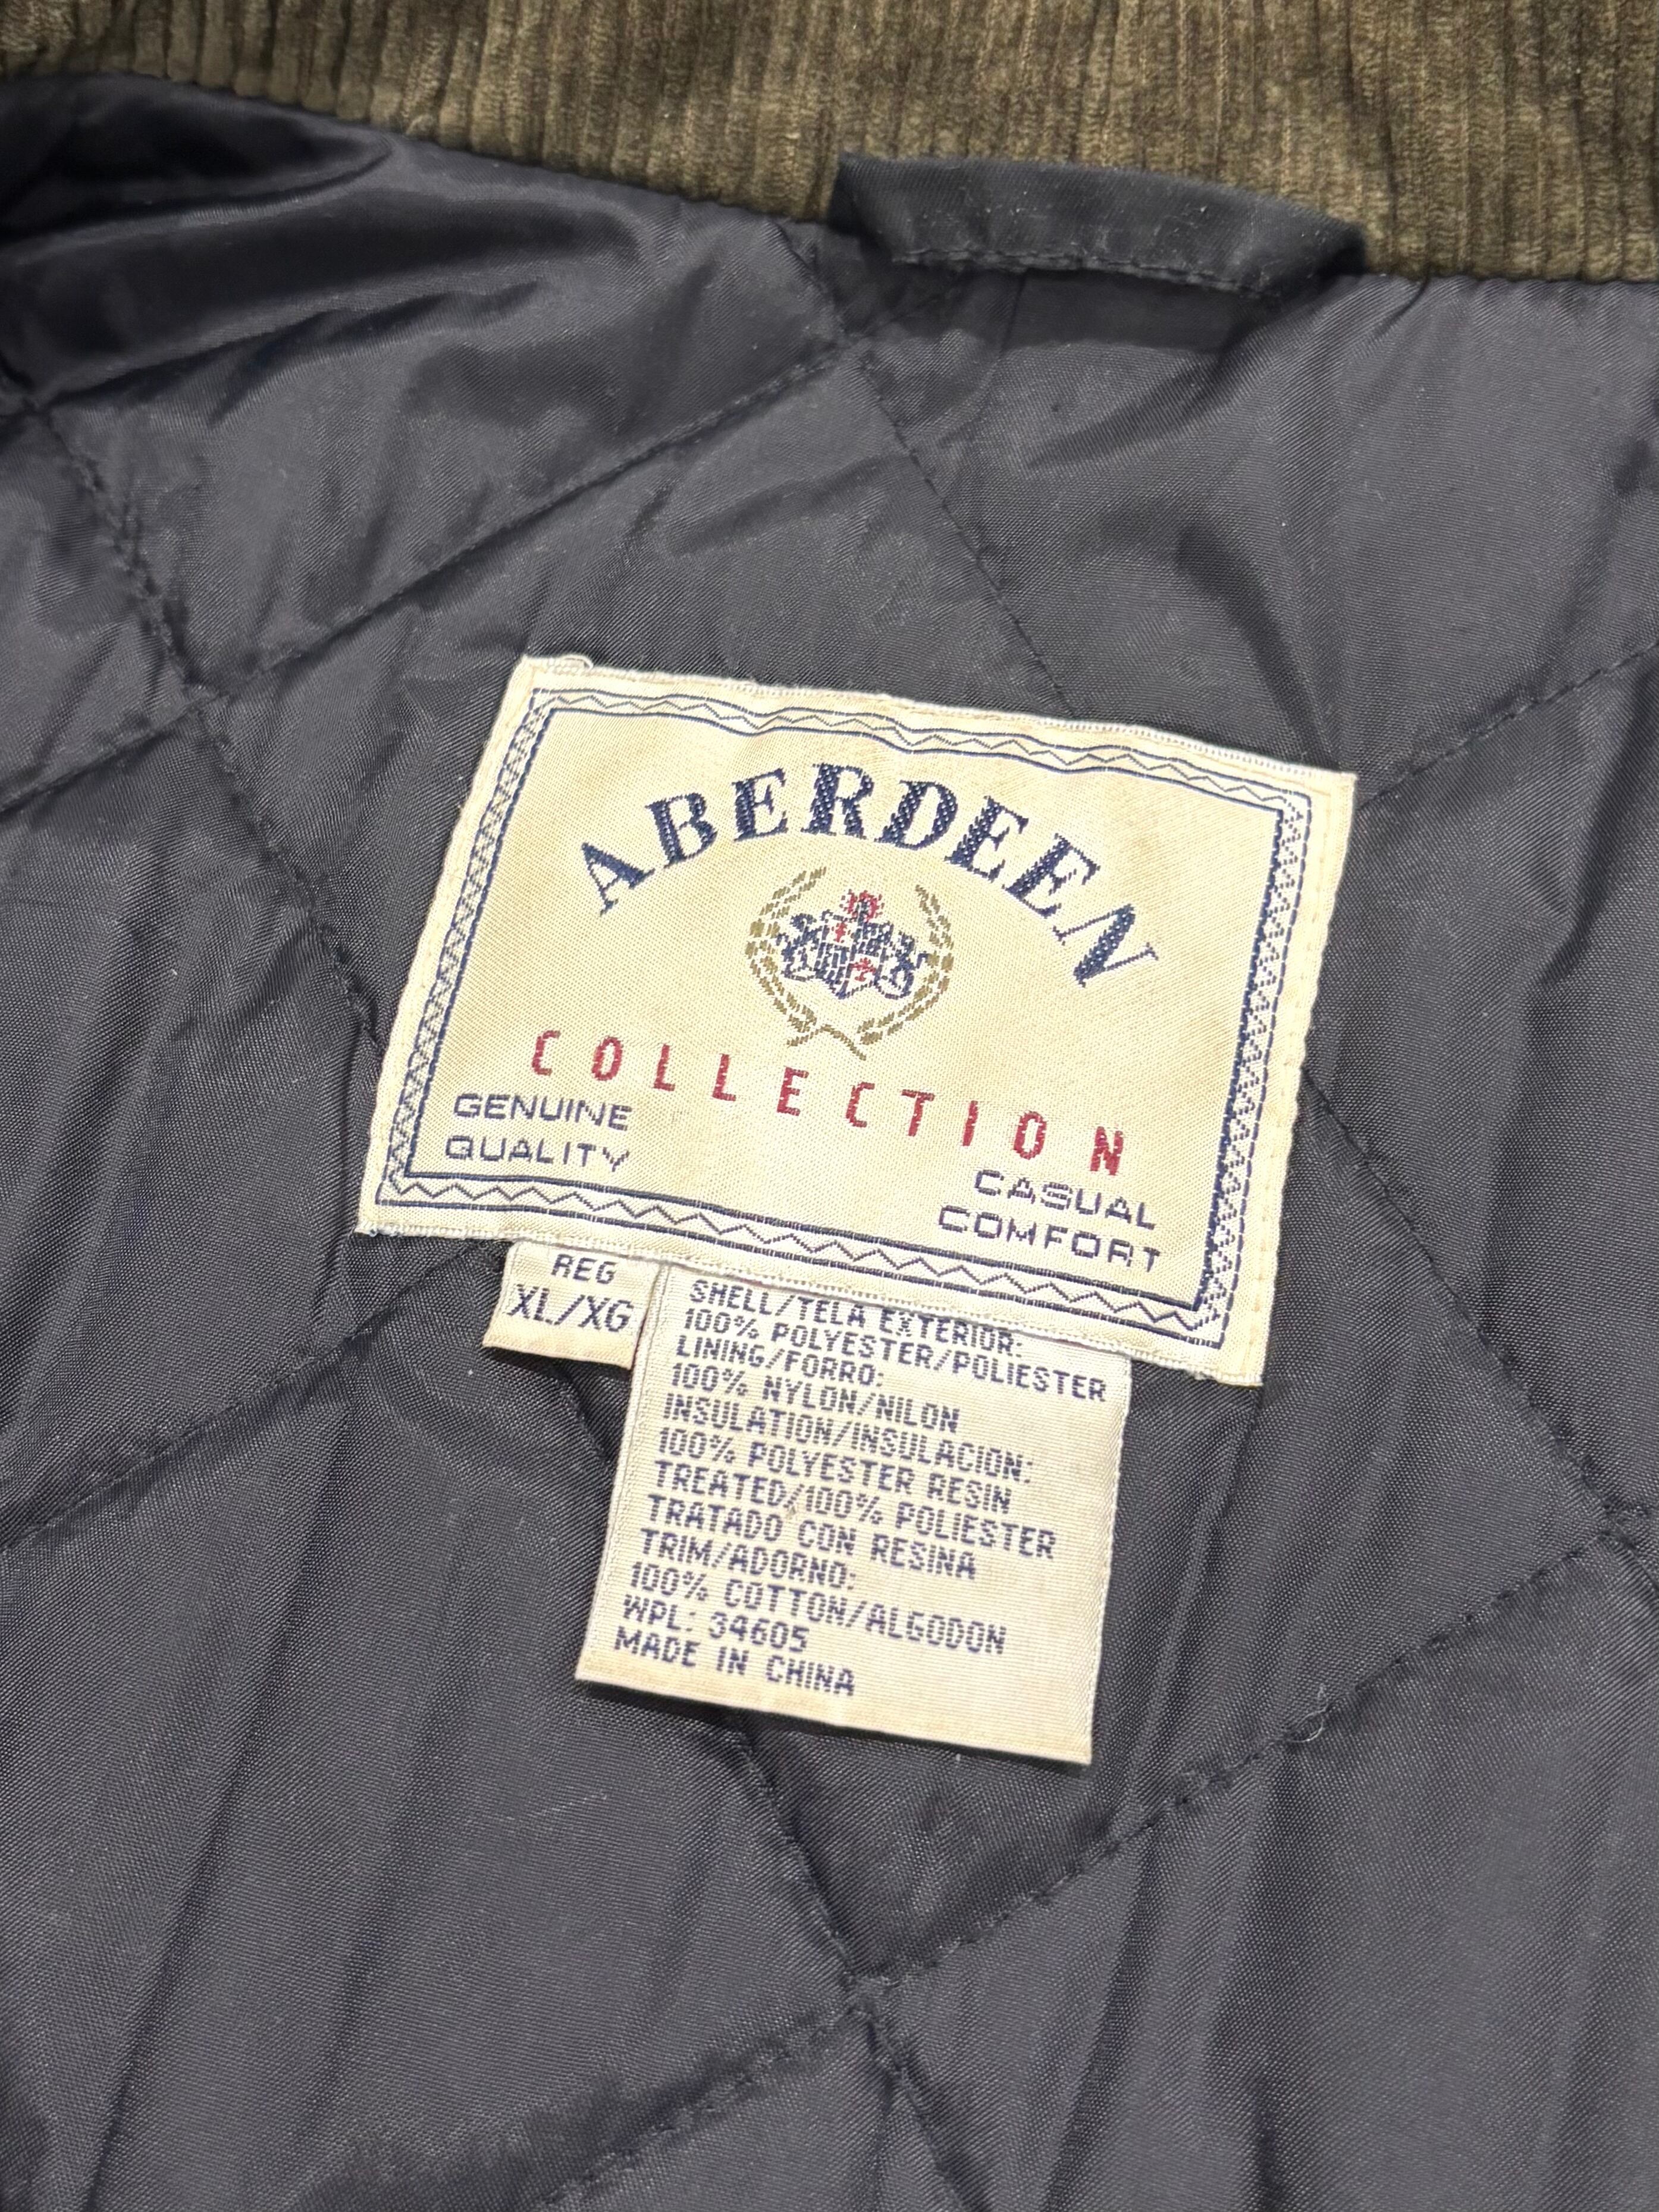 ABERDEEN
COLLECTION
GENUINE
QUALITY
CASUAL
COMFORT
REG
XL/XG
SHELL/TELA EXTERIOR:
100% POLYESTER/POLIESTER
LINING/FORRO:
100% NYLON/NILON
INSULATION/INSULACION:
100% POLYESTER RESIN
TREATED/100% POLIESTER
TRATADO CON RESINA
TRIM/ADORNO:
100% COTTON/ALGODON
WPL: 34605
MADE IN CHINA